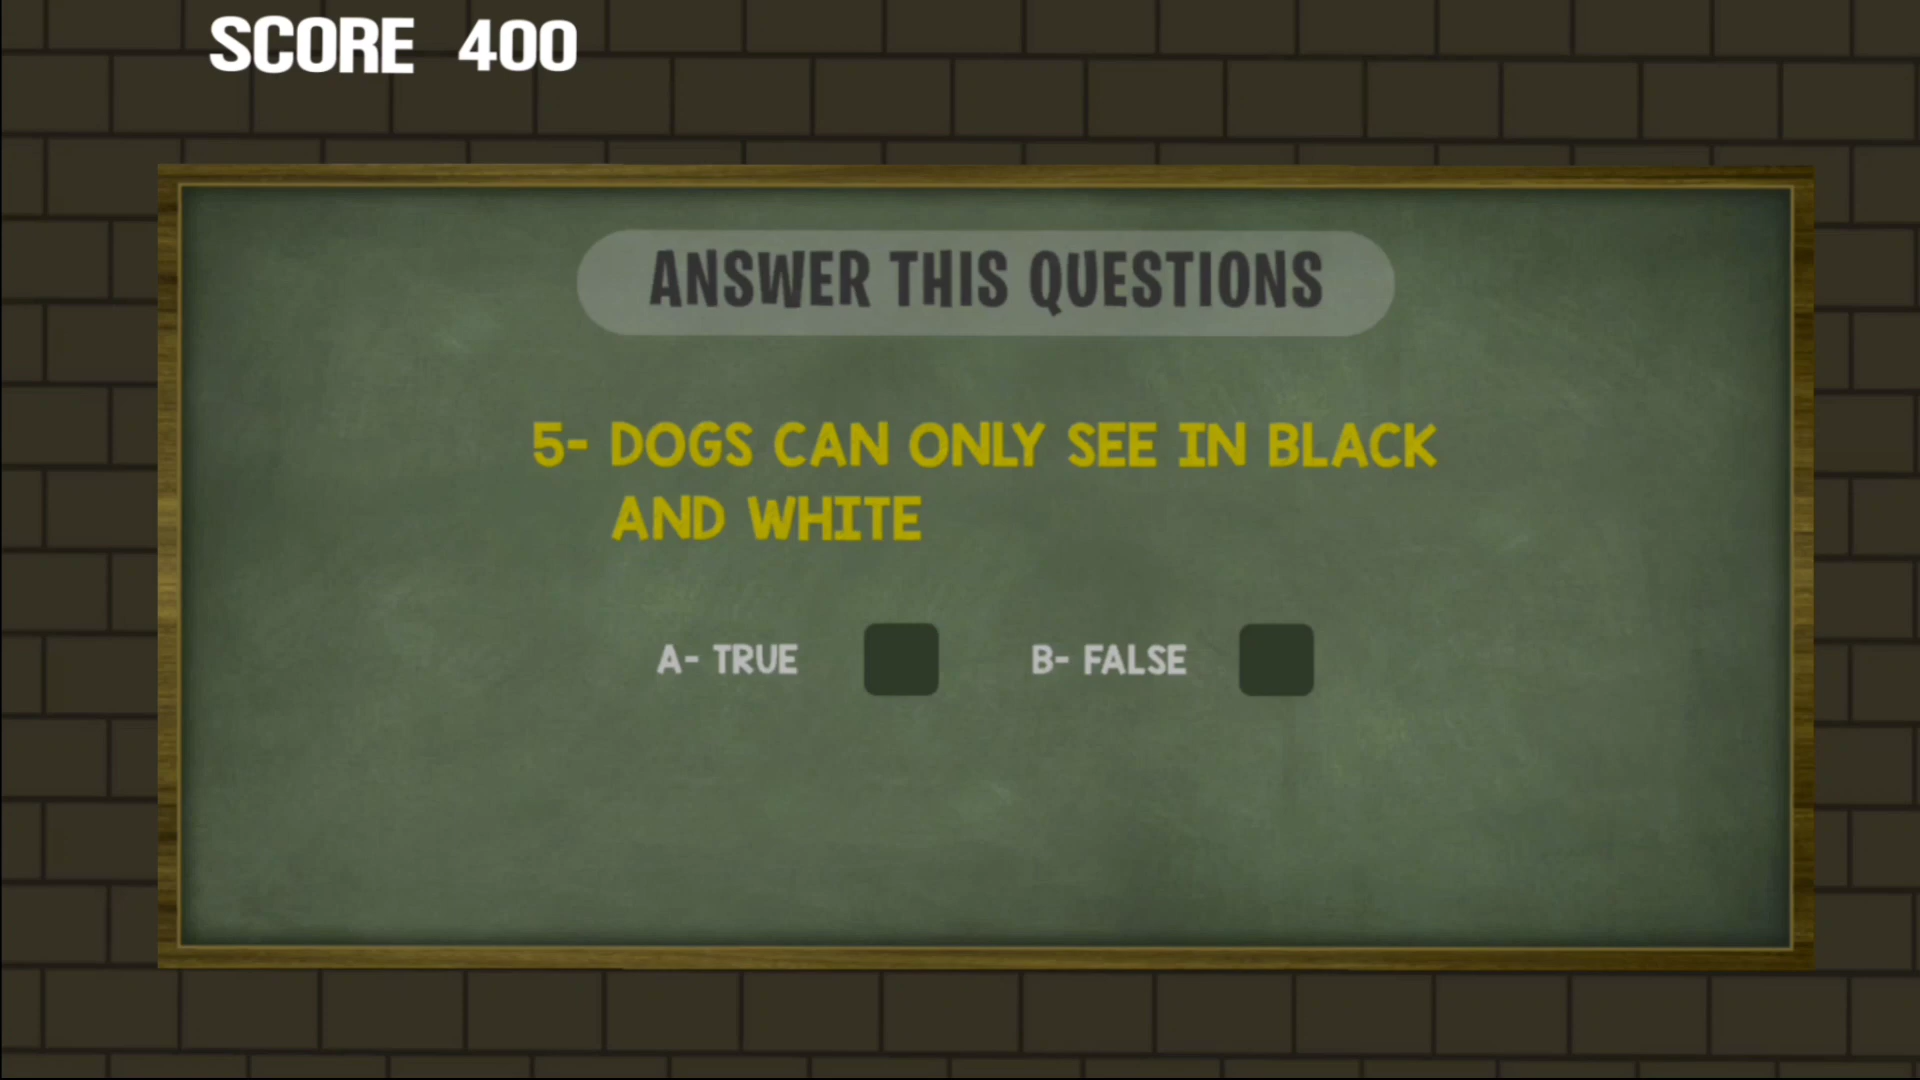 SCORE 400
ANSWER THIS QUESTIONS
5- DOGS CAN ONLY SEE IN BLACK
AND WHITE
A- TRUE B- FALSE